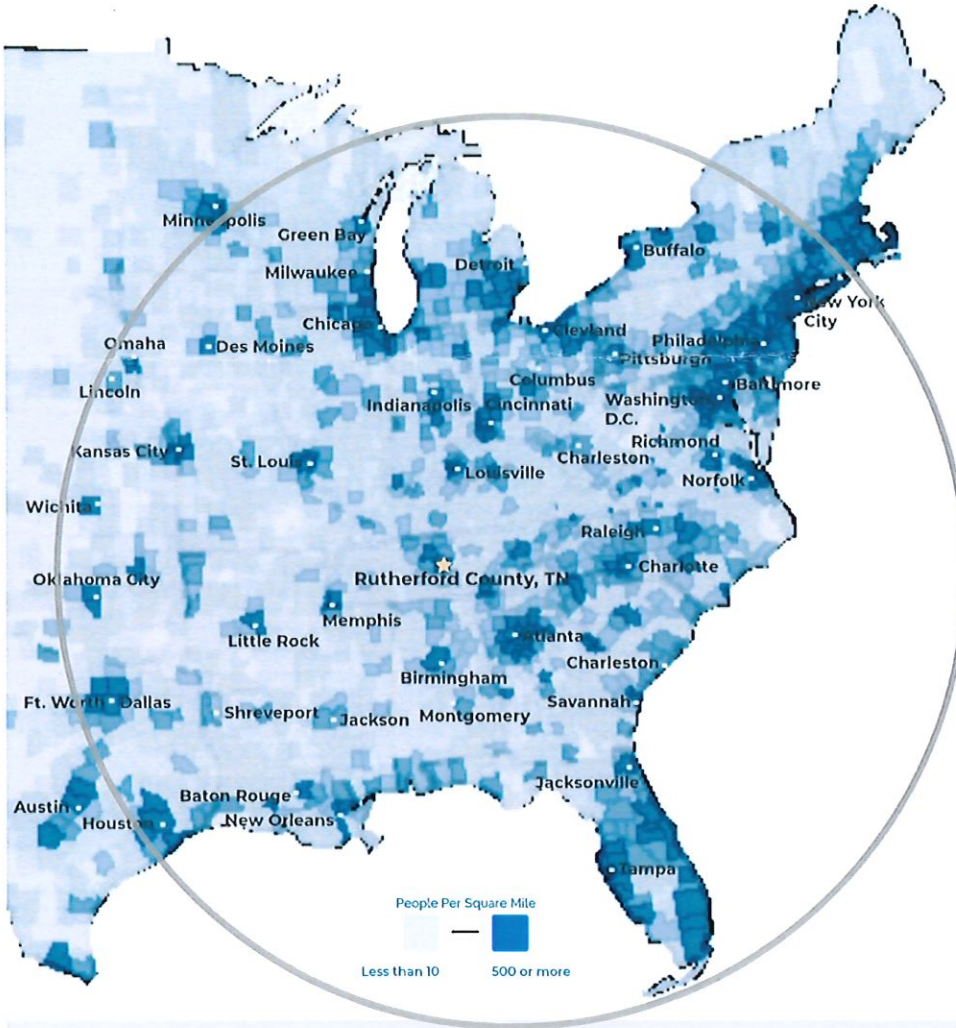 Minneapolis
Green Bay
Buffalo
Milwaukee
Detroit
New York
City
Chicago
Clevland
Philadelphia
Omaha
Des Moines
Pittsburgh
Lincoln
Columbus
Baltimore
Indianapolis
Cincinnati
Washington
D.C.
Richmond
Kansas City
St. Louis
Charleston
Louisville
Norfolk
Wichita
Raleigh
Oklahoma City
Rutherford County, TN
Charlotte
Memphis
Little Rock
Atlanta
Charleston
Birmingham
Ft. Worth
Dallas
Shreveport
Jackson
Montgomery
Savannah
Jacksonville
Baton Rouge
Austin
Houston
New Orleans
Tampa
People Per Square Mile
Less than 10
500 or more